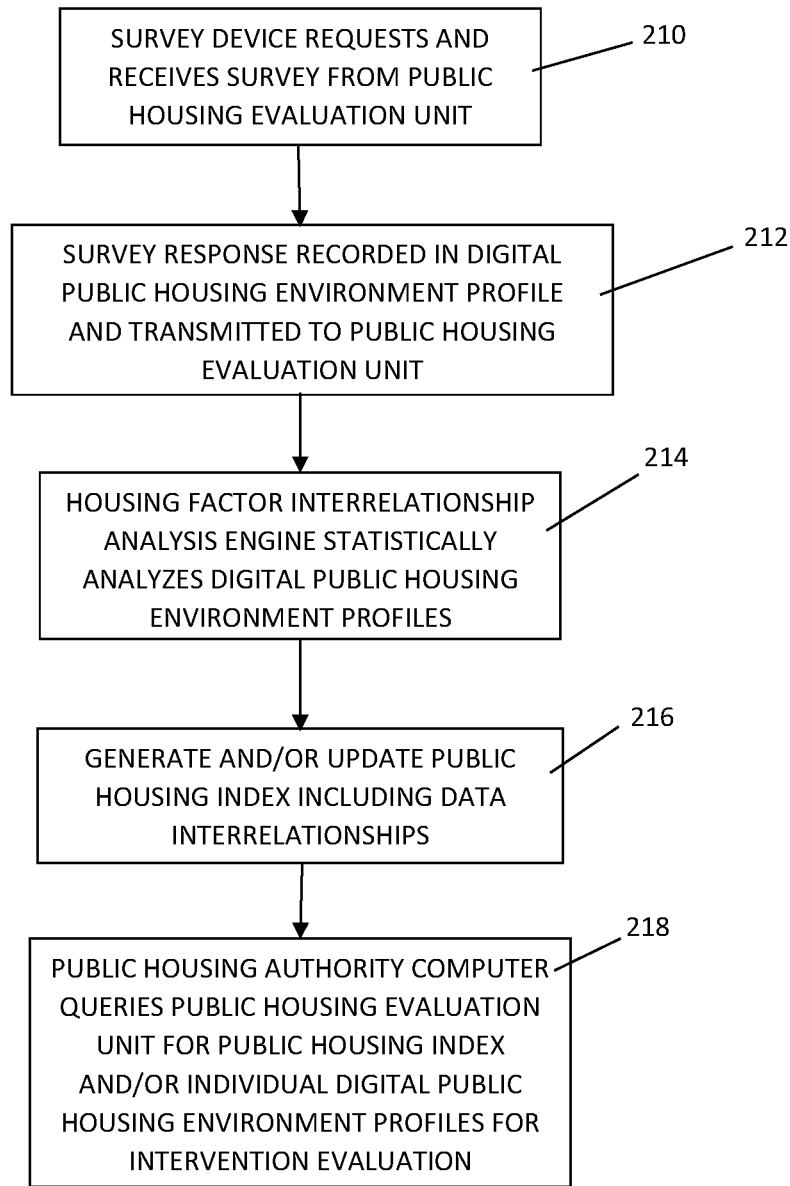 SURVEY DEVICE REQUESTS AND
RECEIVES SURVEY FROM PUBLIC
HOUSING EVALUATION UNIT
210
SURVEY RESPONSE RECORDED IN DIGITAL
PUBLIC HOUSING ENVIRONMENT PROFILE
AND TRANSMITTED TO PUBLIC HOUSING
EVALUATION UNIT
212
HOUSING FACTOR INTERRELATIONSHIP
ANALYSIS ENGINE STATISTICALLY
ANALYZES DIGITAL PUBLIC HOUSING
ENVIRONMENT PROFILES
214
GENERATE AND/OR UPDATE PUBLIC
HOUSING INDEX INCLUDING DATA
INTERRELATIONSHIPS
216
PUBLIC HOUSING AUTHORITY COMPUTER
QUERIES PUBLIC HOUSING EVALUATION
UNIT FOR PUBLIC HOUSING INDEX
AND/OR INDIVIDUAL DIGITAL PUBLIC
HOUSING ENVIRONMENT PROFILES FOR
INTERVENTION EVALUATION
218